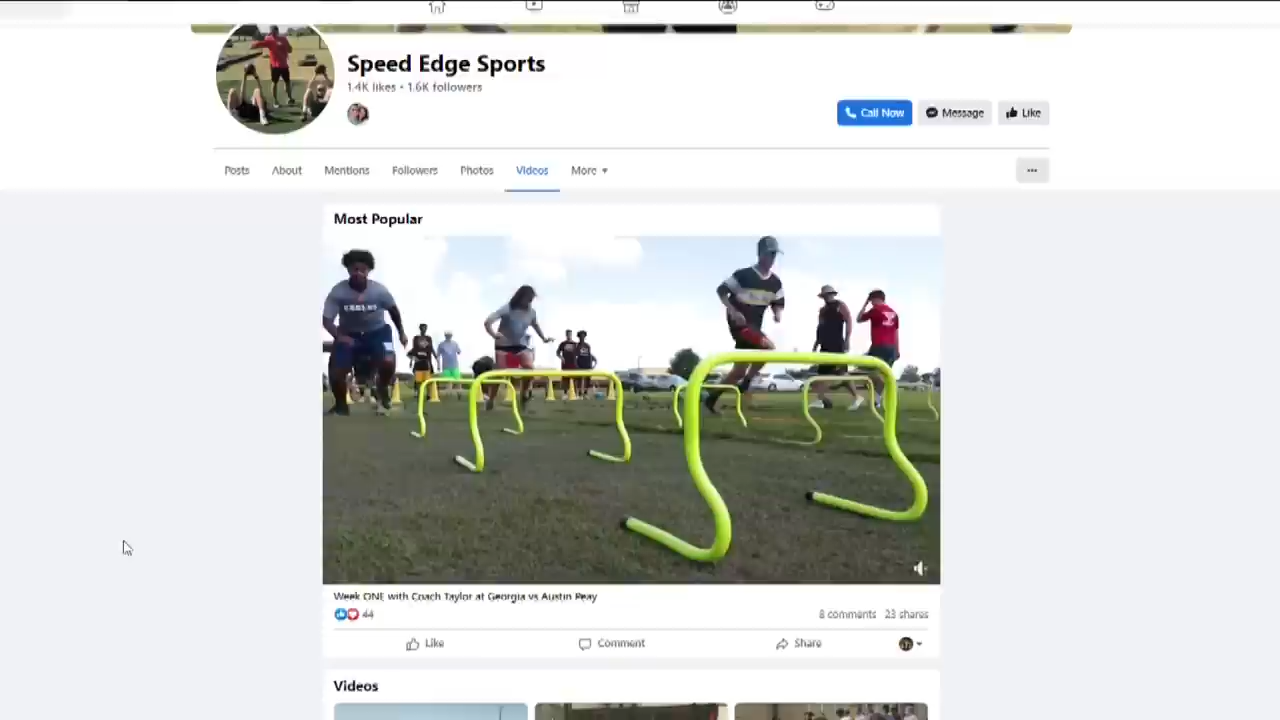 Speed Edge Sports
1.4K likes • 1.6K followers
Call Now
Message
Like
Posts
About
Mentions
Followers
Photos
Videos
More
Most Popular
Week ONE with Coach Taylor at Georgia vs Austin Peay
44
8 comments
23 shares
Like
Comment
Share
Videos